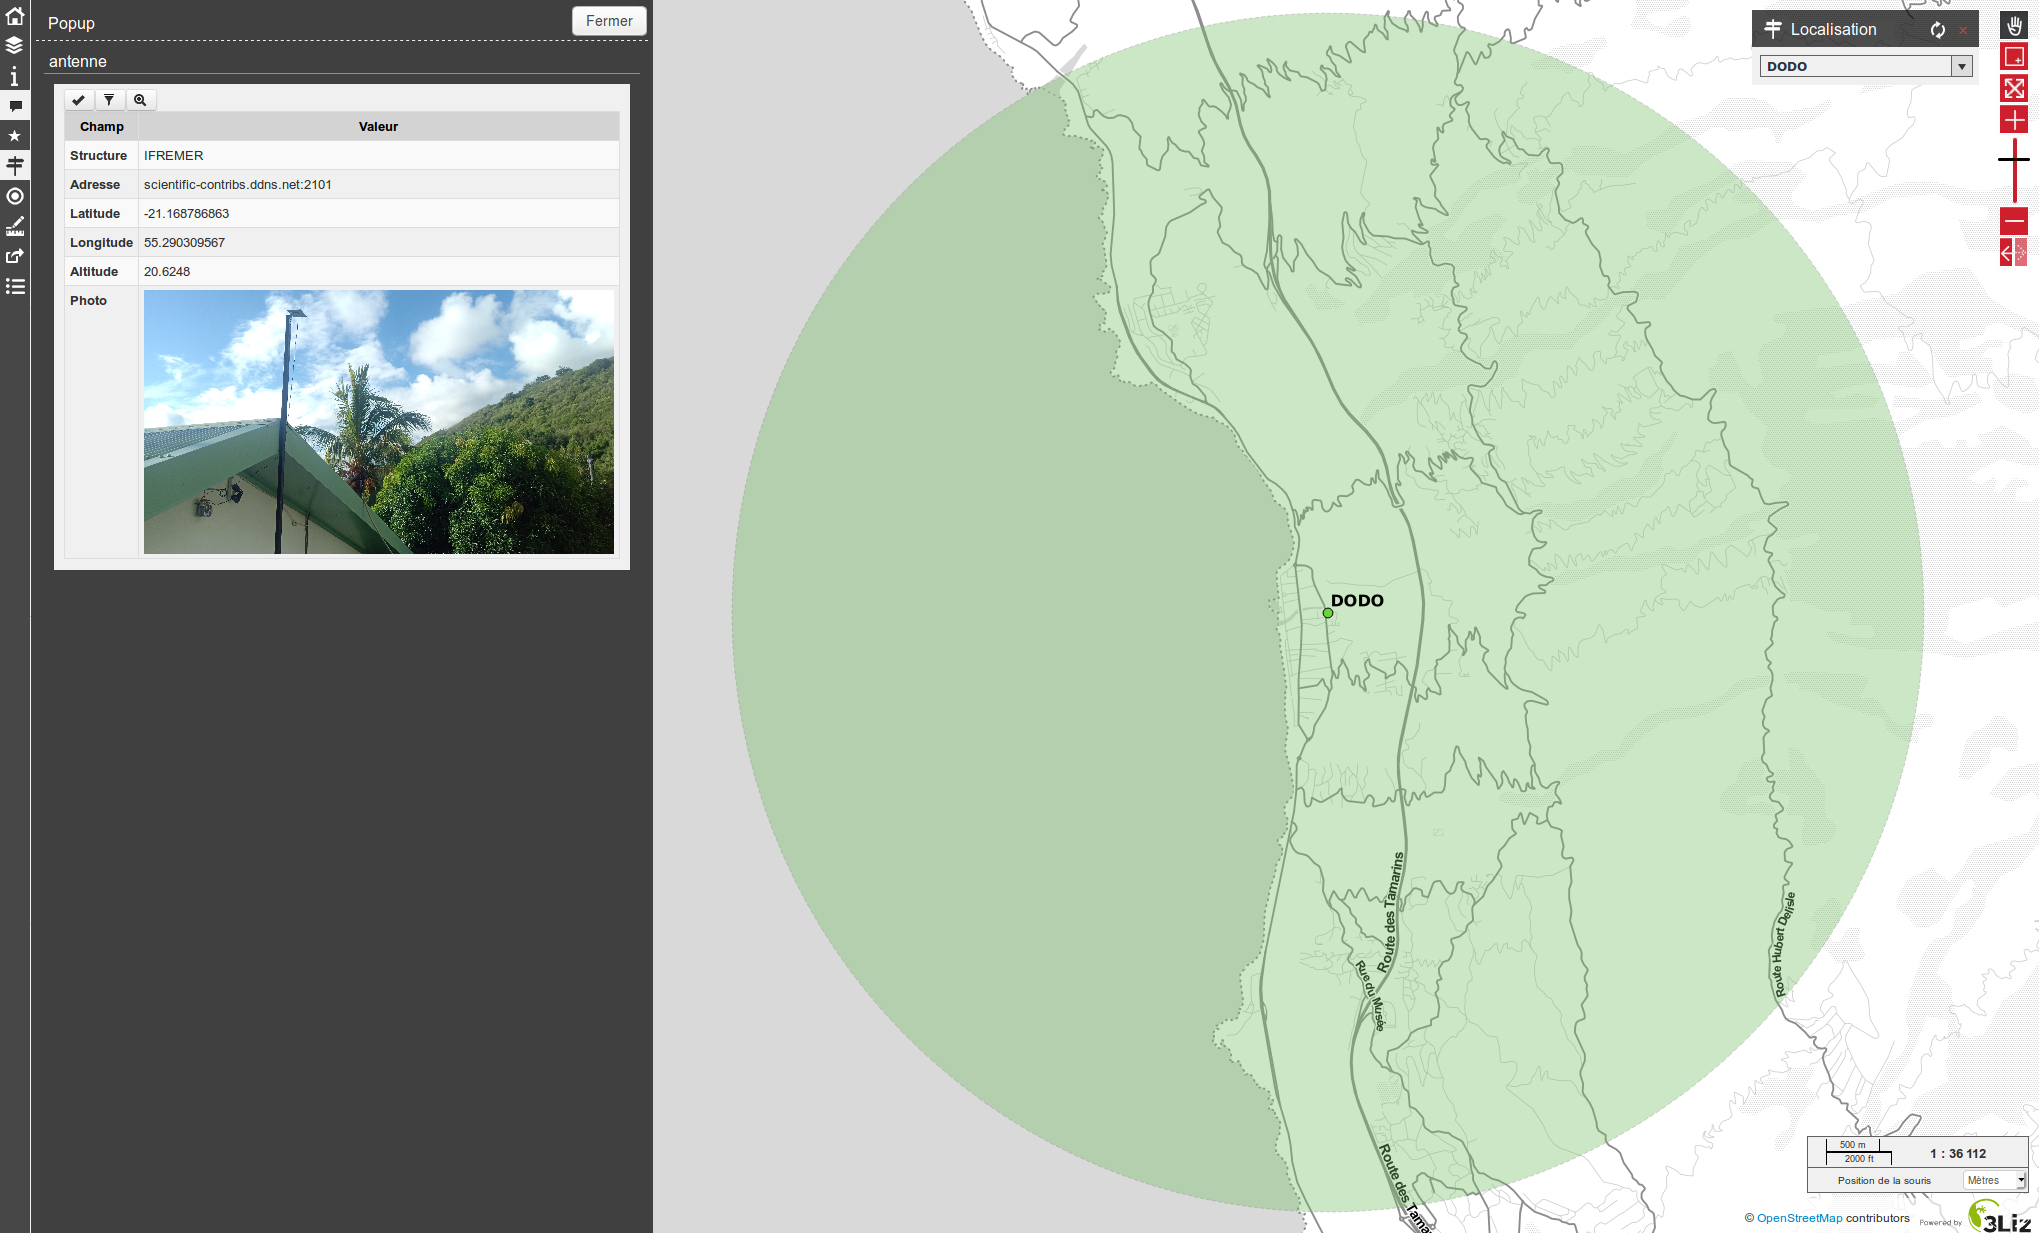 Popup
Fermer
antenne
Champ Valeur
Structure IFREMER
Adresse scientific-contribs.ddns.net:2101
Latitude -21.168786863
Longitude 55.290309567
Altitude 20.6248
Photo
Localisation
DODO
DODO
Route des Tamarins
Rue du Musée
Route Hubert Delisle
Route des Tama
500 m
2000 ft
1 : 36 112
Position de la souris
Mètres
© OpenStreetMap contributors
Powered by
3Liz